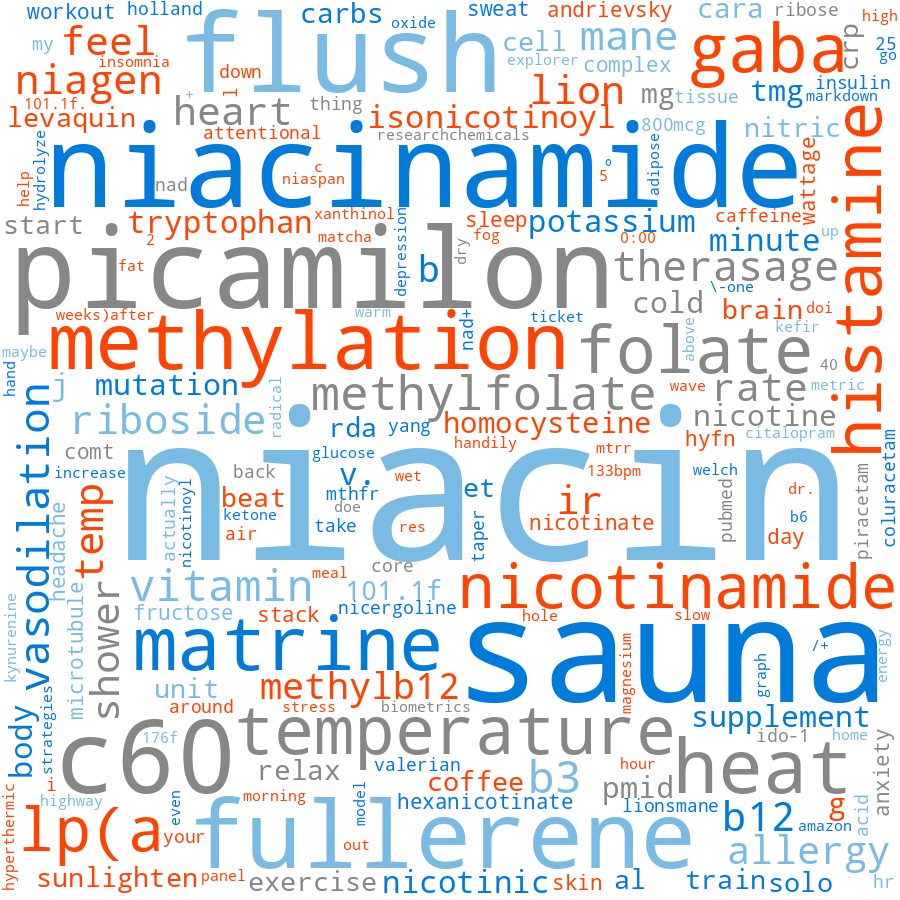 workout
holland
carbs
oxide
sweat
andrievsky
cara
ribose
high
my
feel
flush
cell
mane
gaba
crp
25
go
insomnia
explorer
complex
niagen
down
lion
mg
tissue
tmg
insulin
markdown
101.1f.
l
heart
thing
+
levaquin
attentional
researchchemicals
isonicotinoyl
800mcg
nitric
histamine
hydrolyze
help
niacinamide
c
niaspan
o
5
adipose
wattage
nad
start
tryptophan
xanthinol
sleep
potassium
caffeine
2
matcha
depression
fog
dry
0:00
minute
up
picamilon
fat
b
therasage
\-one
weeks)after
warm
nad+
ticket
cold
brain
doi
maybe
hand
methylation
folate
above
kefir
40
j
mutation
radical
methylfolate
wave
rate
metric
riboside
rda
yang
homocysteine
nicotine
hyfn
citalopram
comt
handily
mtrr
vasodilation
increase
back
glucose
niacin
v.
wet
133bpm
welch
coluracetam
piracetam
temp
actually
nicotinoyl
beat
mthfr
doe
et
ir
dr.
headache
ketone
take
taper
nicotinate
pubmed
b6
air
res
day
kynurenine
microtubule
shower
vitamin
meal
core
101.1f
nicotinamide
fructose
stack
nicergoline
hole
slow
matrine
sauna
/+
energy
body
strategies
unit
methylb12
magnesium
graph
around
stress
biometrics
supplement
c60
176f
temperature
ido-1
home
heat
i
relax
valerian
hour
anxiety
hyperthermic
highway
even
morning
model
coffee
b3
pmid
hexanicotinate
lionsmane
b12
g
acid
amazon
lp(a
your
fullerene
out
allergy
sunlighten
panel
exercise
nicotinic
skin
al
train
solo
hr